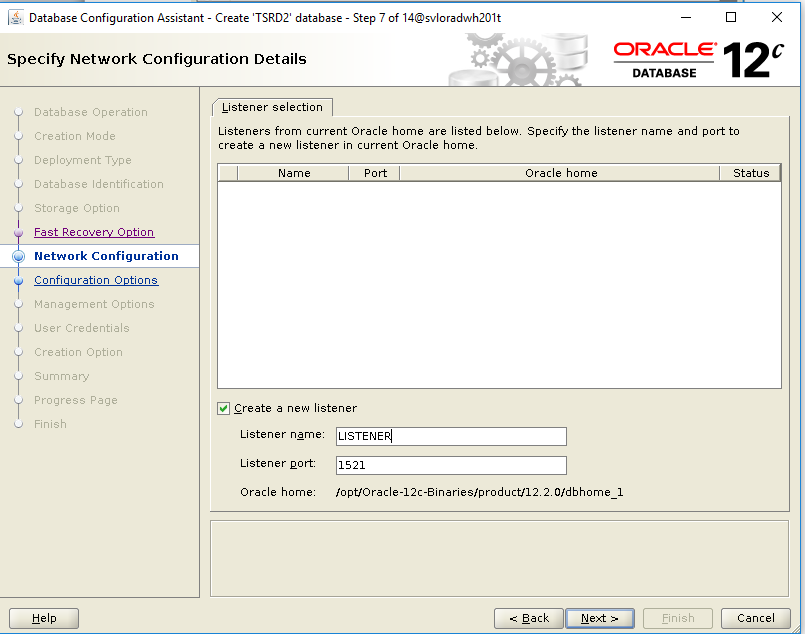 Database Configuration Assistant - Create 'TSRD2' database - Step 7 of 14@svloradwh201t
Specify Network Configuration Details
ORACLE®
DATABASE
12c
Database Operation
Creation Mode
Deployment Type
Database Identification
Storage Option
Fast Recovery Option
Network Configuration
Configuration Options
Management Options
User Credentials
Creation Option
Summary
Progress Page
Finish
Listener selection
Listeners from current Oracle home are listed below. Specify the listener name and port to
create a new listener in current Oracle home.
Name Port Oracle home Status
Create a new listener
Listener name: LISTENER
Listener port: 1521
Oracle home: /opt/Oracle-12c-Binaries/product/12.2.0/dbhome_1
Help < Back Next > Finish Cancel